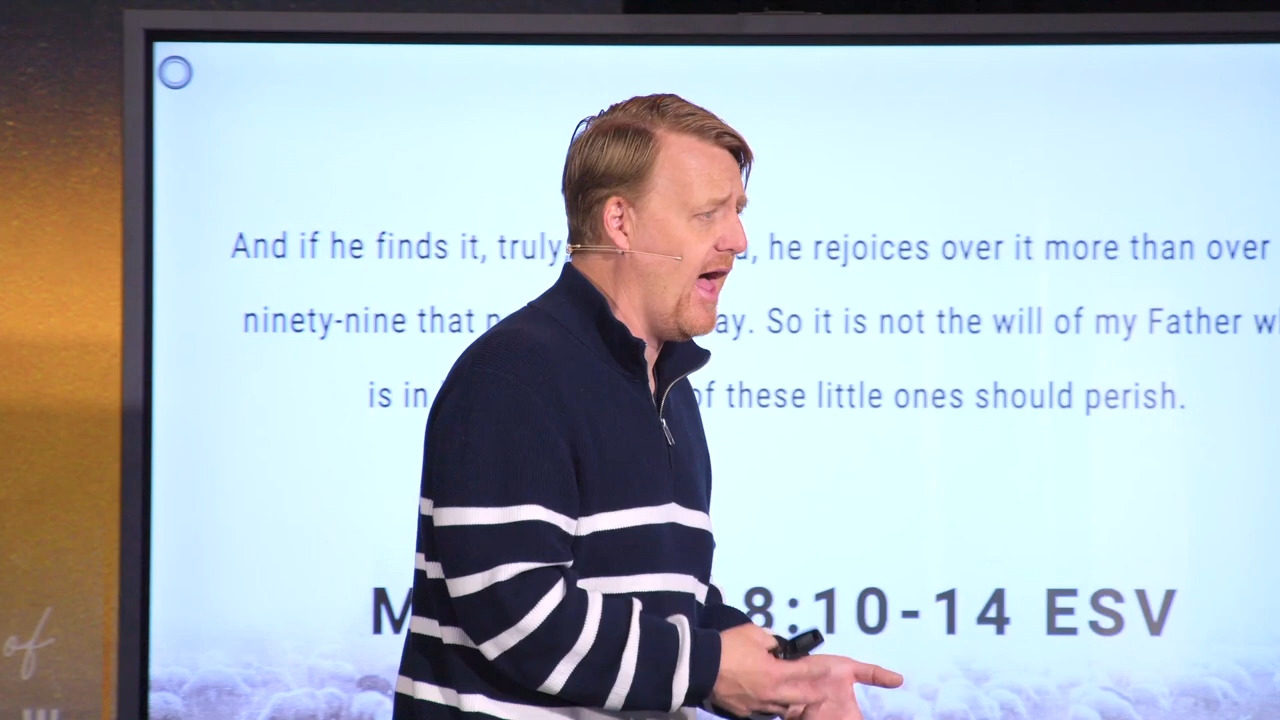 And if he finds it, truly he rejoices over it more than over
ninety-nine that ay. So it is not the will of my Father
is in of these little ones should perish.
M 8:10-14 ESV
of